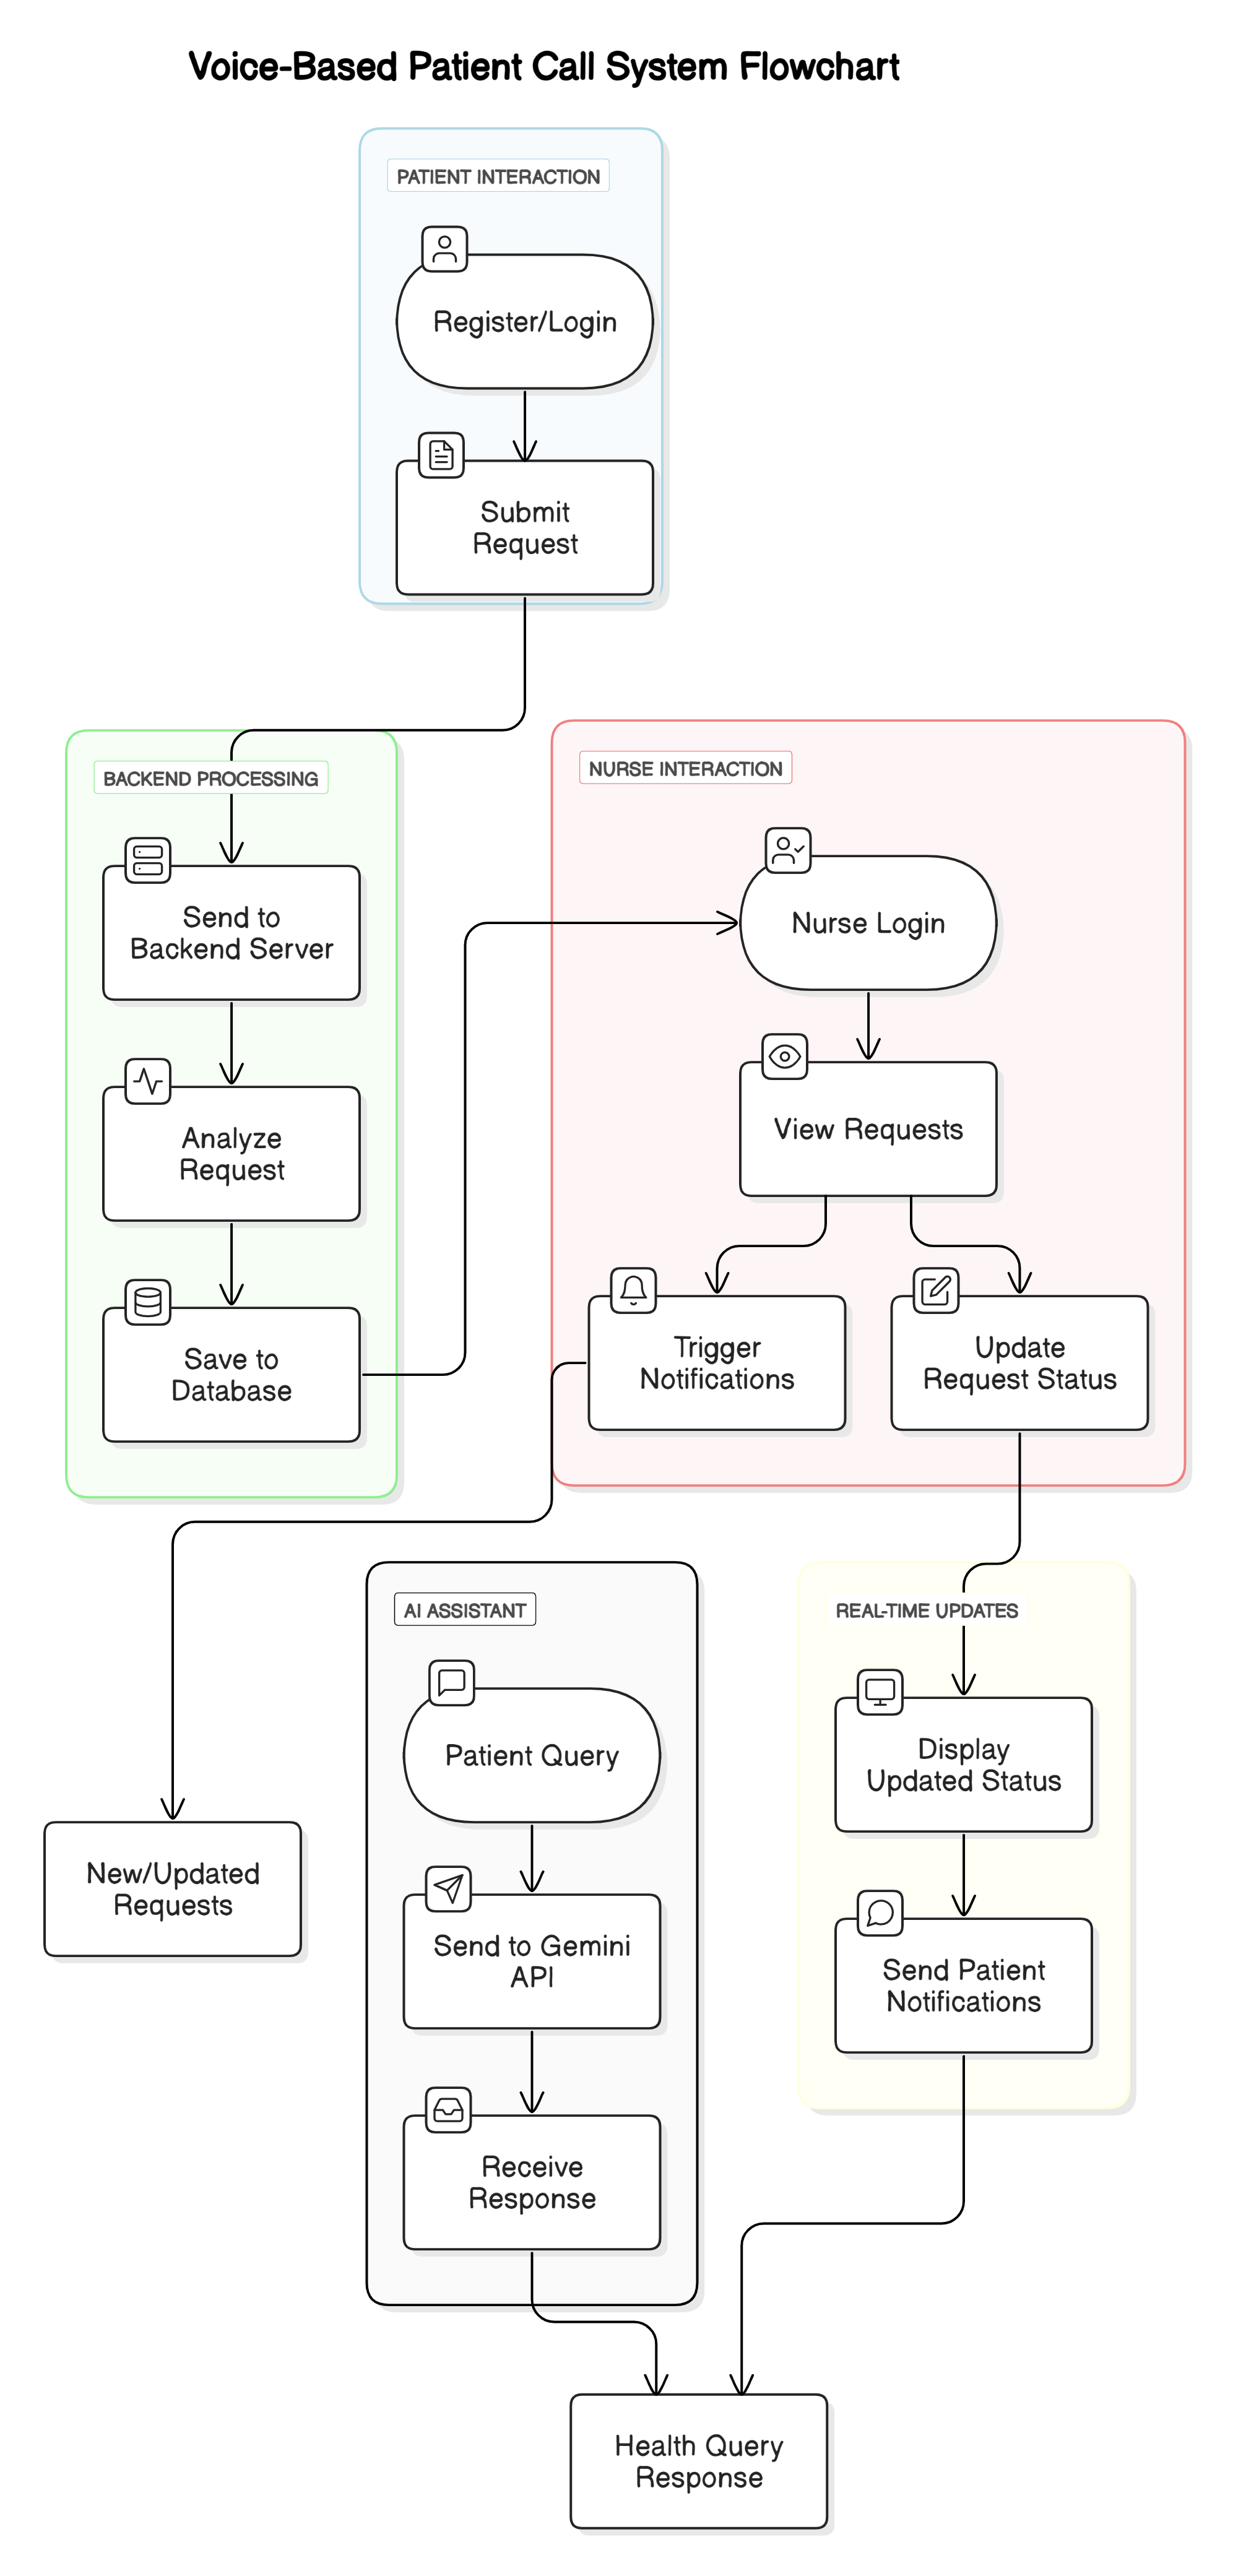 Voice-Based Patient Call System Flowchart
PATIENT INTERACTION
Register/Login
Submit
Request
BACKEND PROCESSING
Send to
Backend Server
Analyze
Request
Save to
Database
NURSE INTERACTION
Nurse Login
View Requests
Trigger
Notifications
Update
Request Status
New/Updated
Requests
AI ASSISTANT
Patient Query
Send to Gemini
API
Receive
Response
REAL-TIME UPDATES
Display
Updated Status
Send Patient
Notifications
Health Query
Response